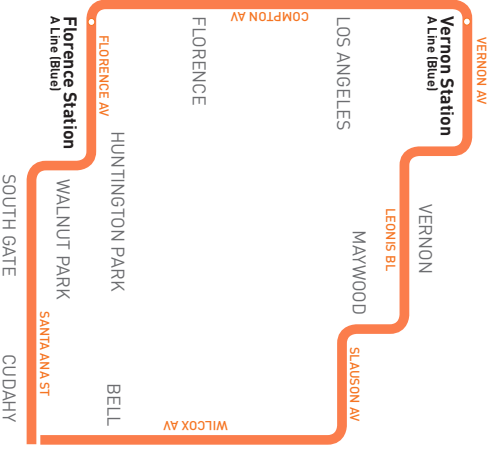 VERNON AV
Vernon Station
A Line (Blue)
VERNON
LEONIS BL
LOS ANGELES
MAYWOOD
SLAUSON AV
COMPTON AV
FLORENCE
WILCOX AV
HUNTINGTON PARK
BELL
FLORENCE AV
Florence Station
A Line (Blue)
WALNUT PARK
SANTA ANA ST
SOUTH GATE
CUDAHY